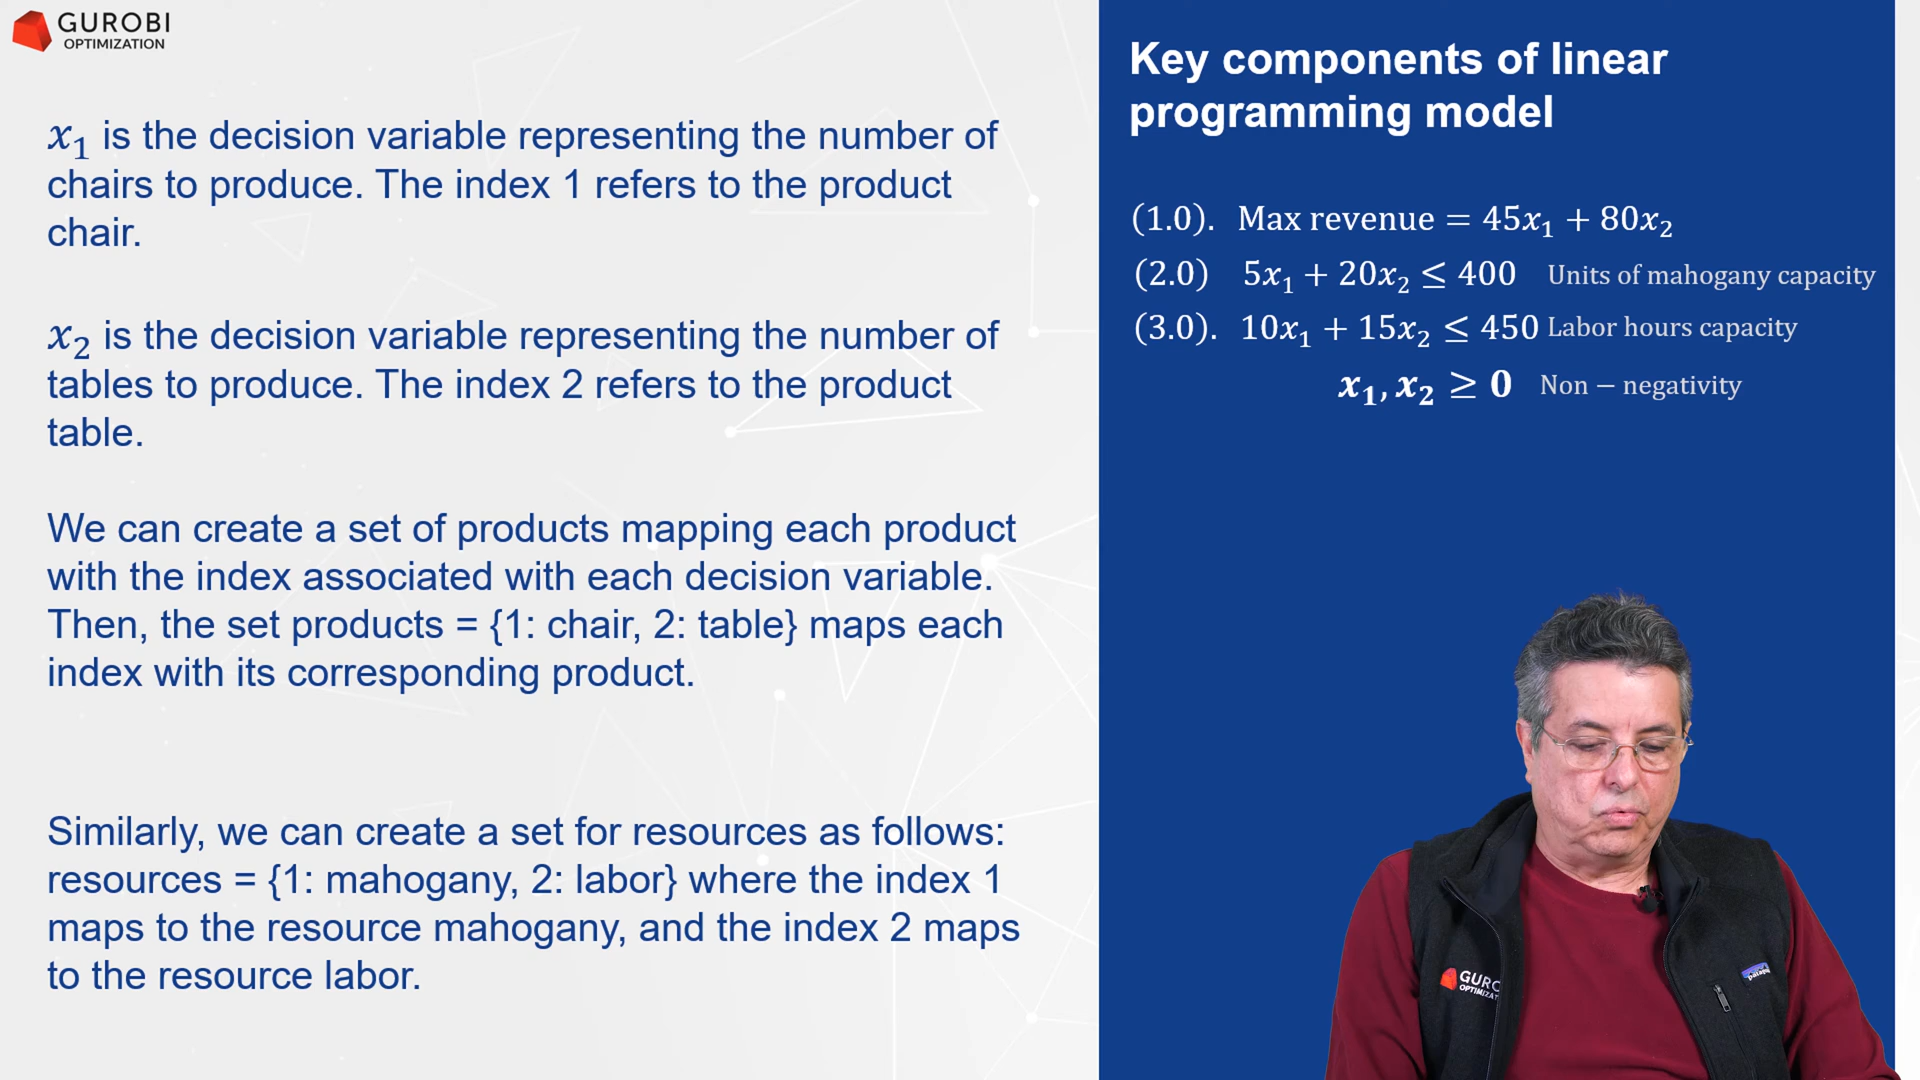 GUROBI
OPTIMIZATION
x₁ is the decision variable representing the number of
chairs to produce. The index 1 refers to the product
chair.
x₂ is the decision variable representing the number of
tables to produce. The index 2 refers to the product
table.
We can create a set of products mapping each product
with the index associated with each decision variable.
Then, the set products = {1: chair, 2: table} maps each
index with its corresponding product.
Similarly, we can create a set for resources as follows:
resources = {1: mahogany, 2: labor} where the index 1
maps to the resource mahogany, and the index 2 maps
to the resource labor.
Key components of linear
programming model
(1.0). Max revenue = 45x₁ + 80x₂
(2.0) 5x₁ + 20x₂ ≤ 400 Units of mahogany capacity
(3.0). 10x₁ + 15x₂ ≤ 450 Labor hours capacity
x₁, x₂ ≥ 0 Non − negativity